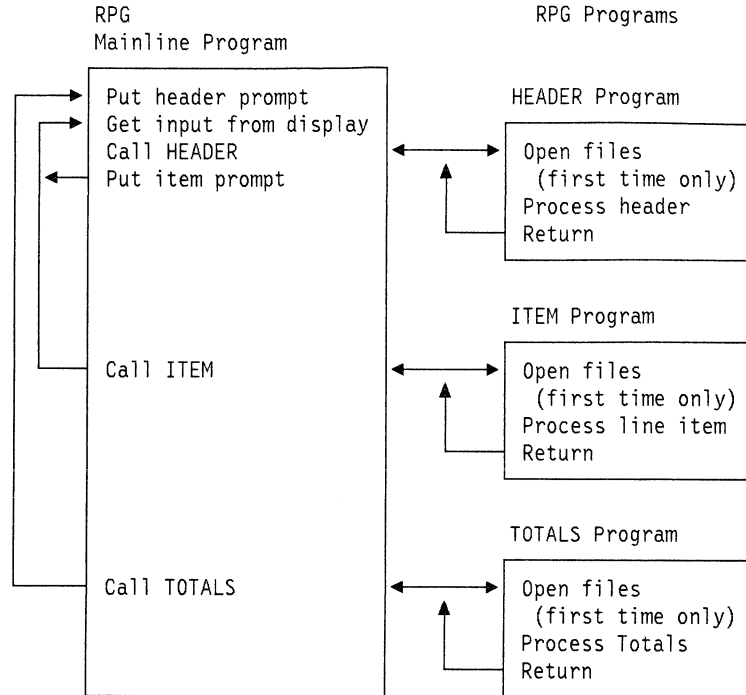 RPG
Mainline Program
Put header prompt
Get input from display
Call HEADER
Put item prompt
Call ITEM
Call TOTALS
RPG Programs
HEADER Program
Open files
(first time only)
Process header
Return
ITEM Program
Open files
(first time only)
Process line item
Return
TOTALS Program
Open files
(first time only)
Process Totals
Return